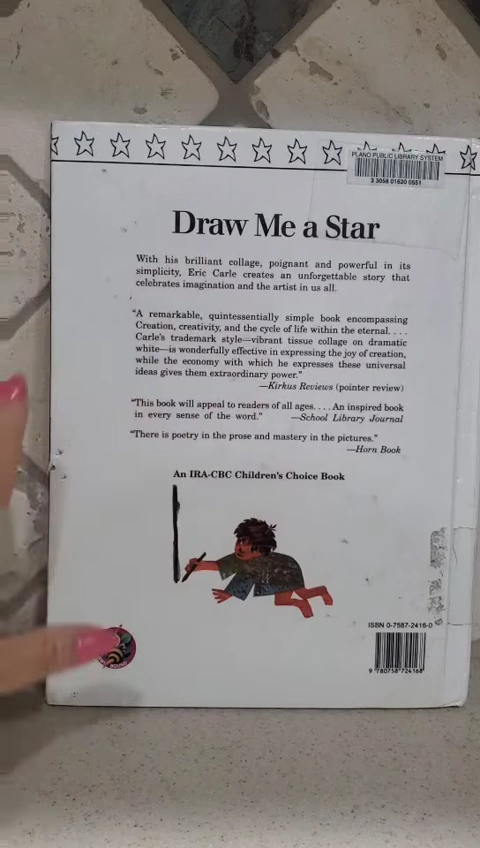 PLANO PUBLIC LIBRARY SYSTEM
3 3058 01620 0551
Draw Me a Star
With his brilliant collage, poignant and powerful in its
simplicity, Eric Carle creates an unforgettable story that
celebrates imagination and the artist in us all.
"A remarkable, quintessentially simple book encompassing
Creation, creativity, and the cycle of life within the eternal. . . .
Carle's trademark style—vibrant tissue collage on dramatic
white—is wonderfully effective in expressing the joy of creation,
while the economy with which he expresses these universal
ideas gives them extraordinary power."
—Kirkus Reviews (pointer review)
"This book will appeal to readers of all ages. . . . An inspired book
in every sense of the word." —School Library Journal
"There is poetry in the prose and mastery in the pictures."
—Horn Book
An IRA-CBC Children's Choice Book
ISBN 0-7587-2416-0
9 780758 724168